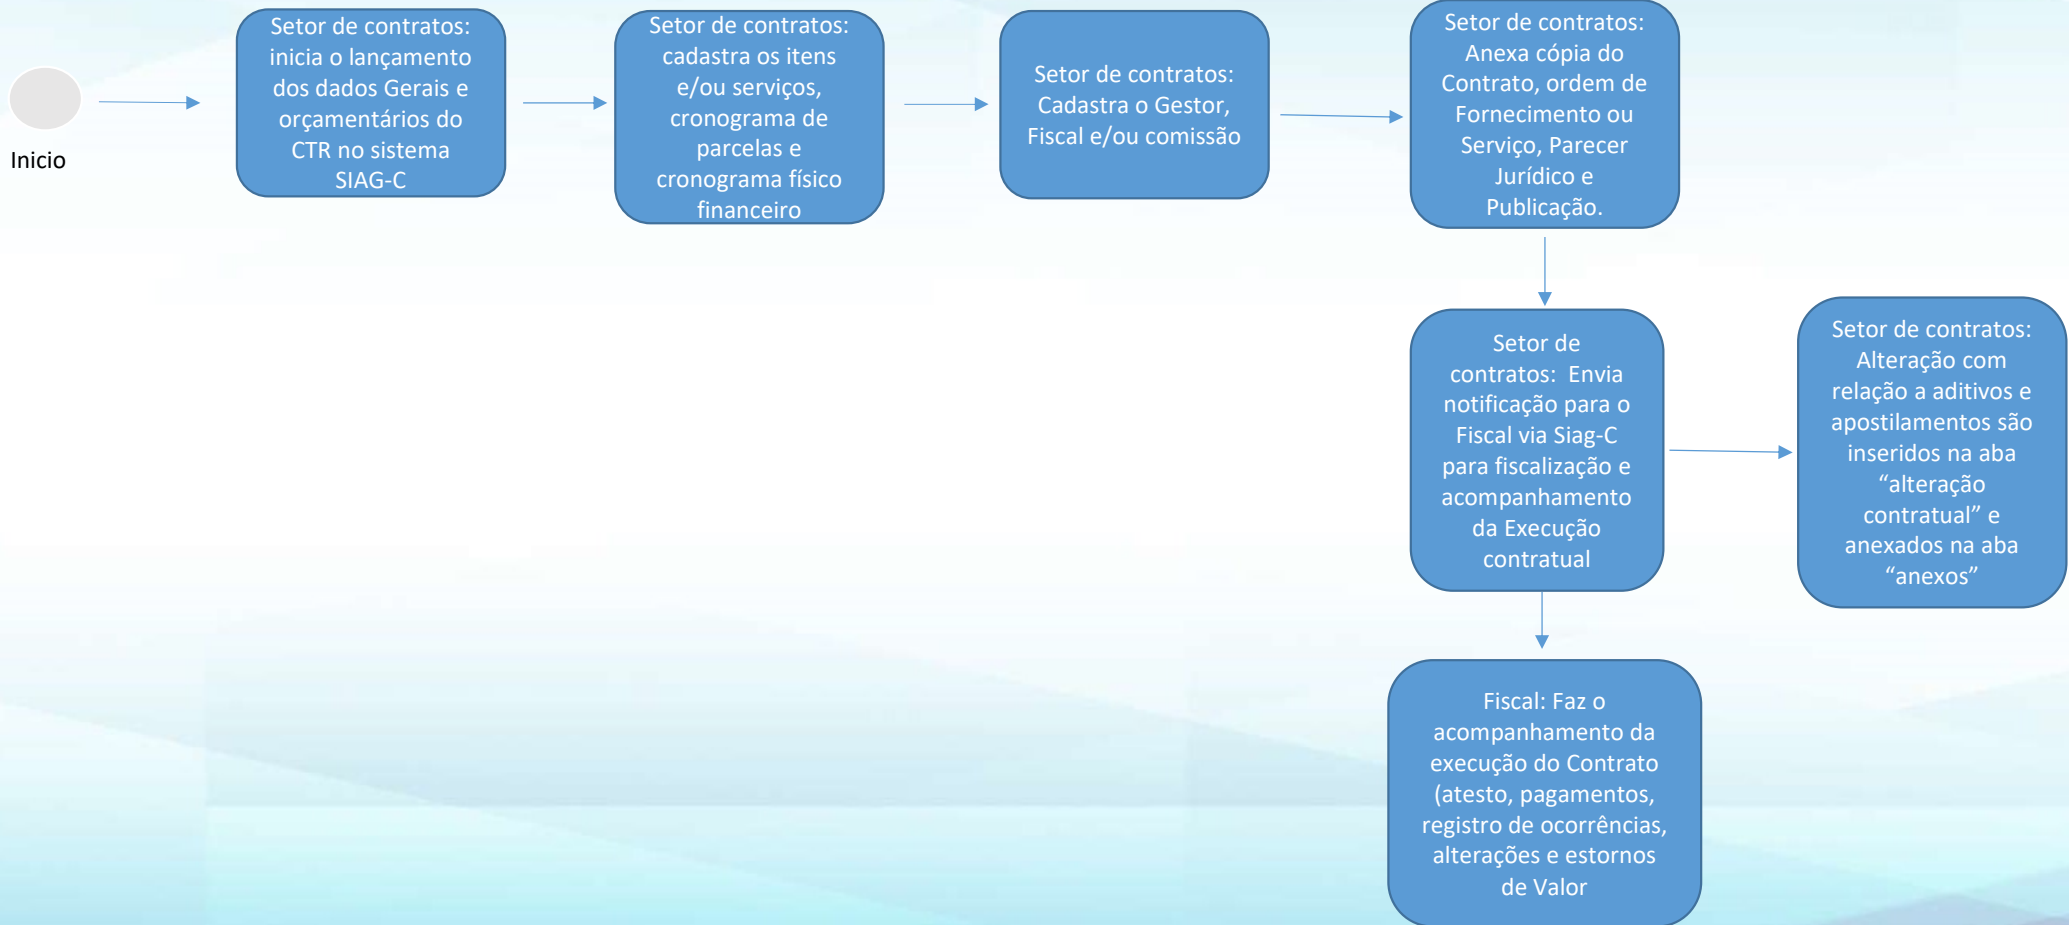 Inicio
Setor de contratos:
inicia o lançamento
dos dados Gerais e
orçamentários do
CTR no sistema
SIAG-C
Setor de contratos:
cadastra os itens
e/ou serviços,
cronograma de
parcelas e
cronograma físico
financeiro
Setor de contratos:
Cadastra o Gestor,
Fiscal e/ou comissão
Setor de contratos:
Anexa cópia do
Contrato, ordem de
Fornecimento ou
Serviço, Parecer
Jurídico e
Publicação.
Setor de
contratos:  Envia
notificação para o
Fiscal via Siag-C
para fiscalização e
acompanhamento
da Execução
contratual
Setor de contratos:
Alteração com
relação a aditivos e
apostilamentos são
inseridos na aba
“alteração
contratual” e
anexados na aba
“anexos”
Fiscal: Faz o
acompanhamento da
execução do Contrato
(atesto, pagamentos,
registro de ocorrências,
alterações e estornos
de Valor